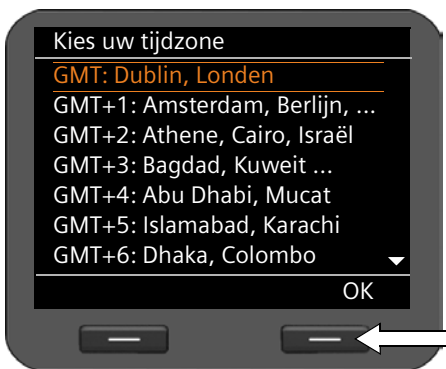 Kies uw tijdzone
GMT: Dublin, Londen
GMT+1: Amsterdam, Berlijn, ...
GMT+2: Athene, Cairo, Israël
GMT+3: Bagdad, Kuweit ...
GMT+4: Abu Dhabi, Mucat
GMT+5: Islamabad, Karachi
GMT+6: Dhaka, Colombo
OK